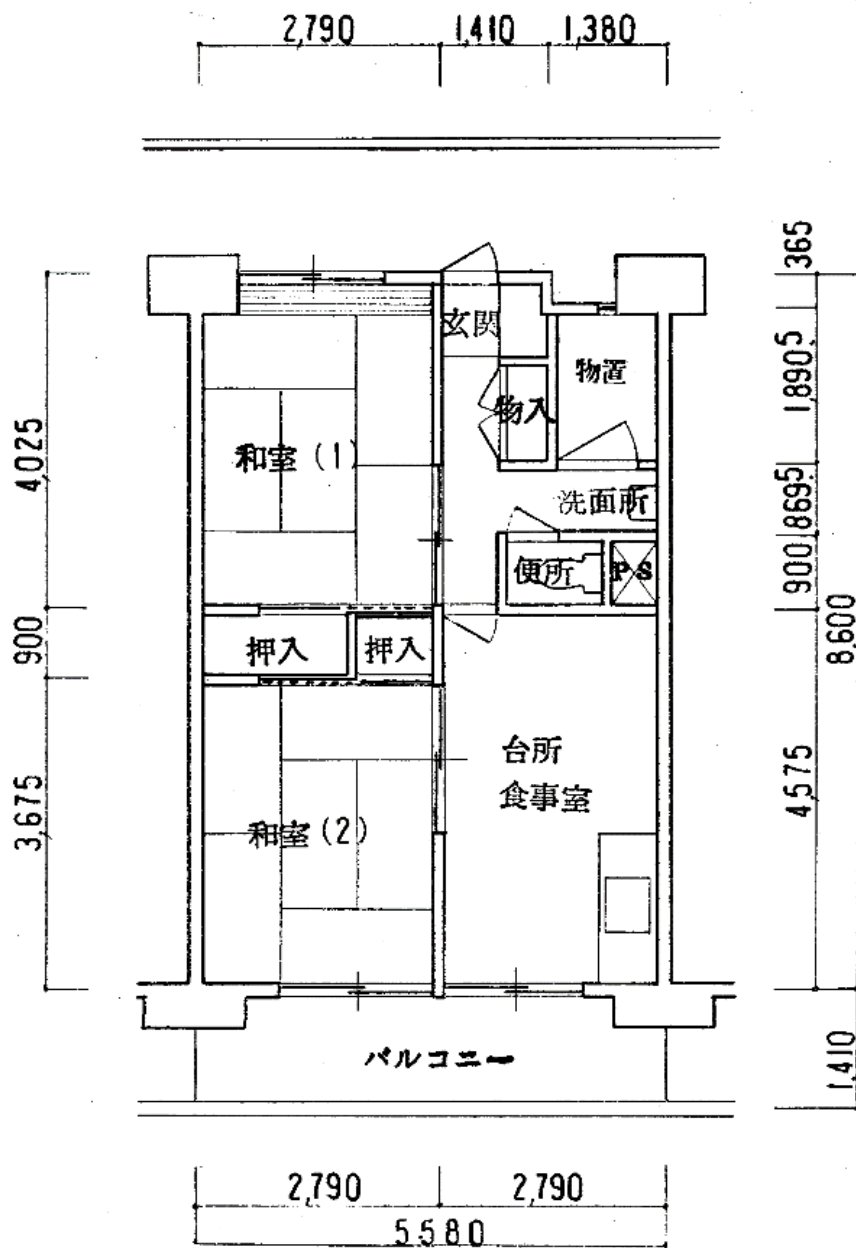 2,790
1,410
1,380
365
玄関
物置
1,890.5
物入
4,025
和室(1)
洗面所
869.5
便所
PS
900
900
押入
押入
8,600
台所
食事室
4,575
3,675
和室(2)
バルコニー
1,410
2,790
2,790
5580